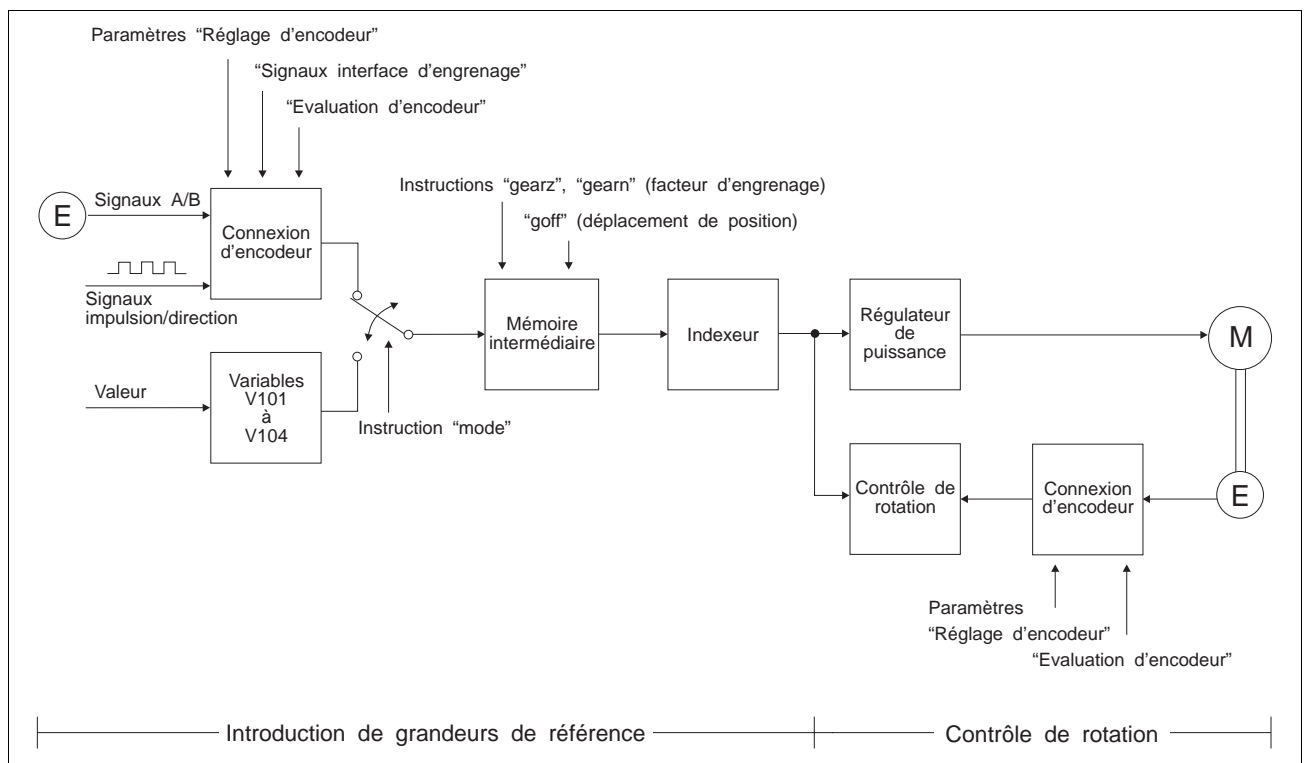 Paramètres “Réglage d’encodeur”
“Signaux interface d’engrenage”
“Evaluation d’encodeur”
E
Signaux A/B
Connexion
d’encodeur
Signaux
impulsion/direction
Instructions “gearz”, “gearn” (facteur d’engrenage)
“goff” (déplacement de position)
Mémoire
intermédiaire
Indexeur
Régulateur
de
puissance
M
Valeur
Variables
V101
à
V104
Instruction “mode”
Contrôle de
rotation
Connexion
d’encodeur
E
Paramètres
“Réglage d’encodeur”
“Evaluation d’encodeur”
Introduction de grandeurs de référence
Contrôle de rotation